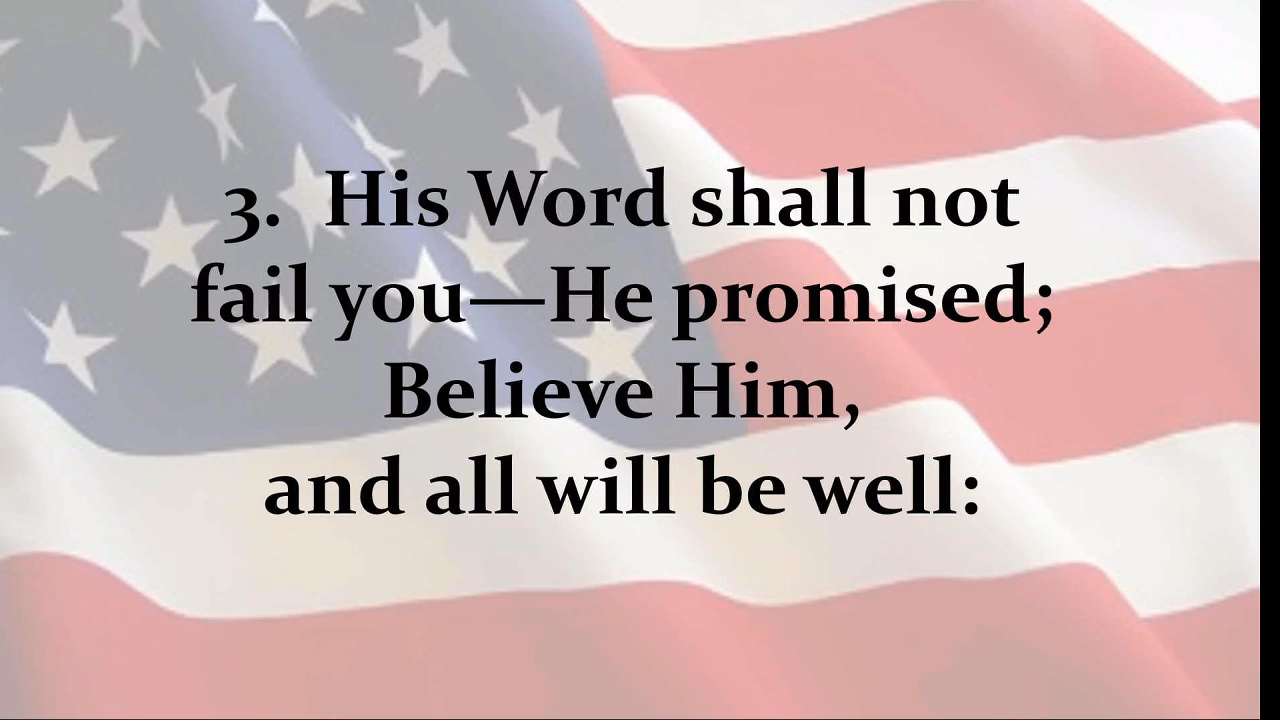 3. His Word shall not
fail you—He promised;
Believe Him,
and all will be well: